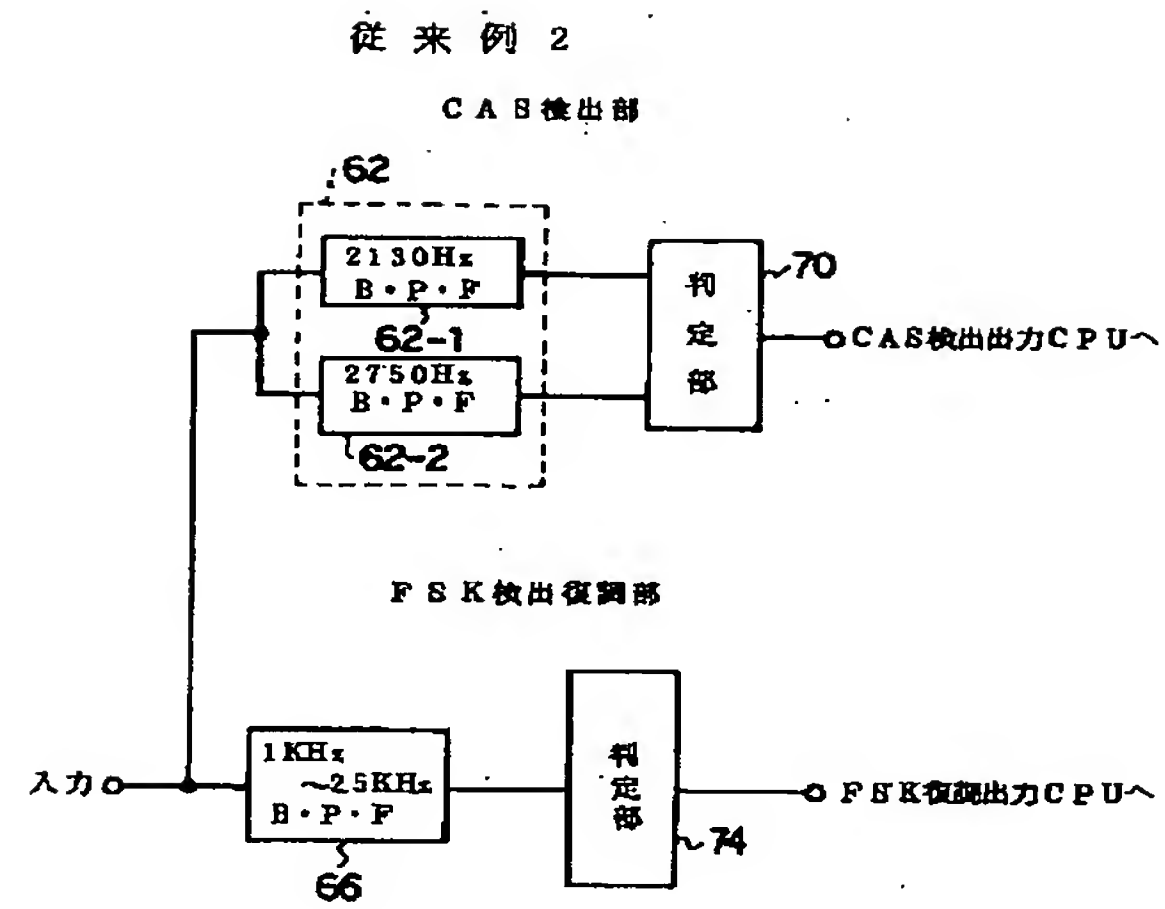 従来例2
CAS検出部
62
2130Hz
B・P・F
62-1
2750Hz
B・P・F
62-2
判定部
70
CAS検出出力CPUへ
FSK検出復調部
入力
1KHz
~25KHz
B・P・F
66
判定部
74
FSK復調出力CPUへ